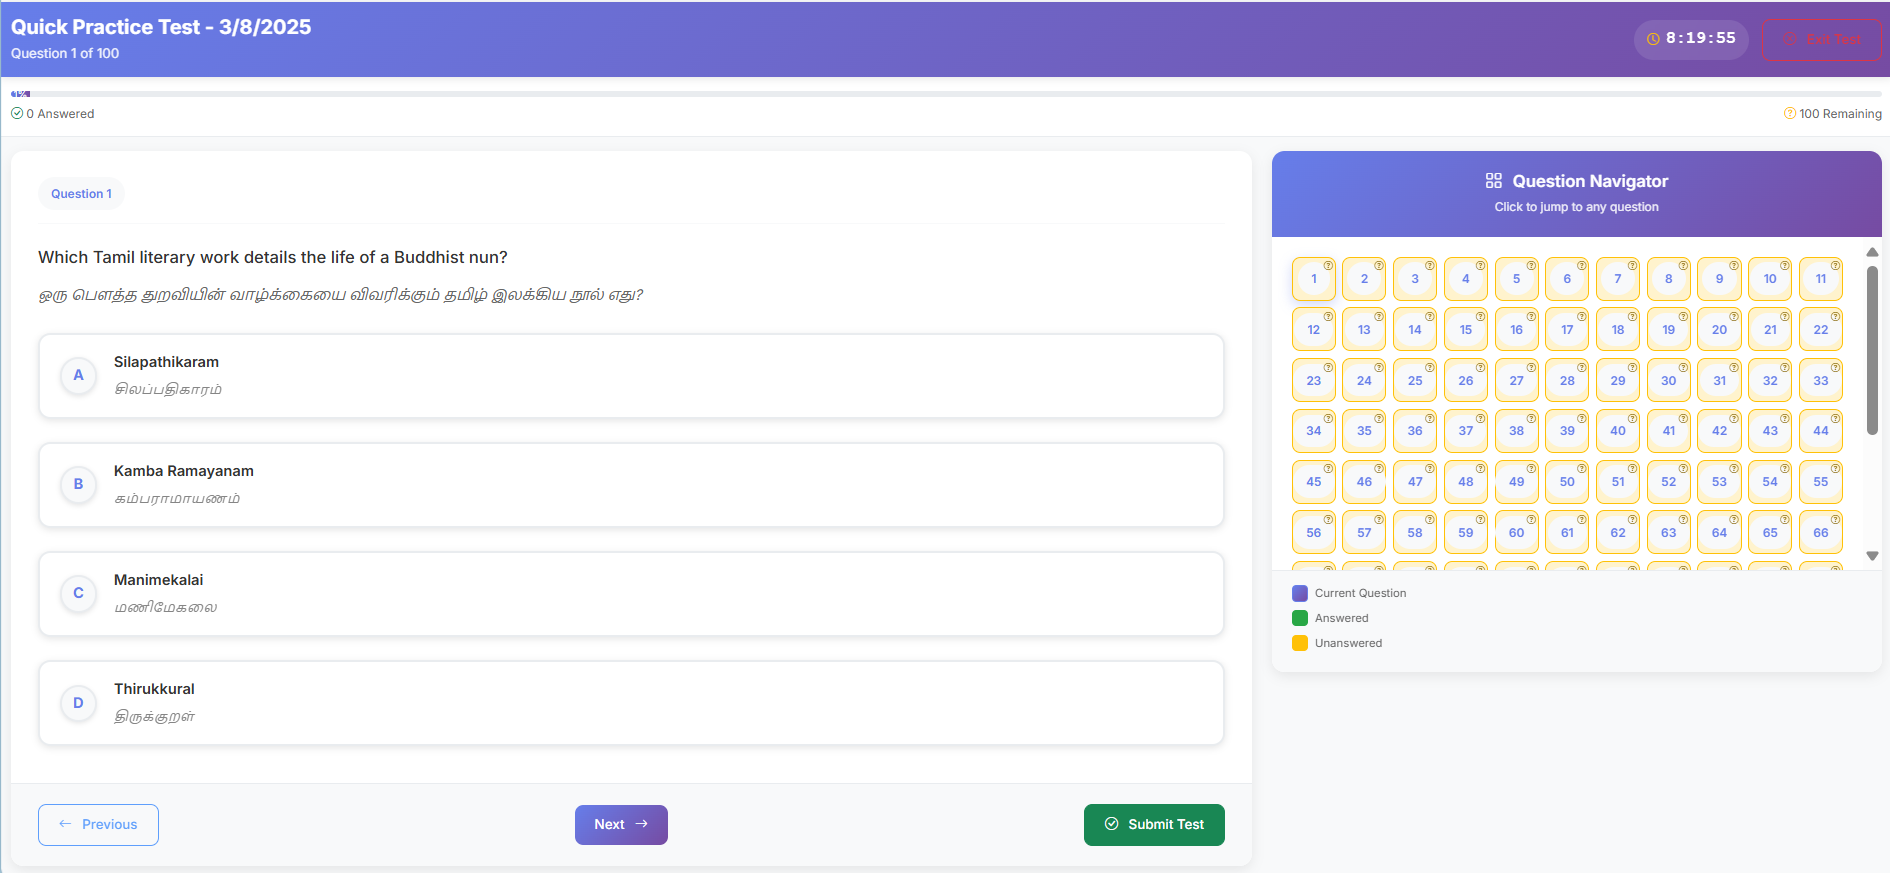 Quick Practice Test - 3/8/2025
Question 1 of 100
8:19:55
Exit Test
1%
0 Answered
100 Remaining
Question 1
Which Tamil literary work details the life of a Buddhist nun?
ஒரு பௌத்த துறவியின் வாழ்க்கையை விவரிக்கும் தமிழ் இலக்கிய நூல் எது?
A
Silapathikaram
சிலப்பதிகாரம்
B
Kamba Ramayanam
கம்பராமாயணம்
C
Manimekalai
மணிமேகலை
D
Thirukkural
திருக்குறள்
Previous
Next
Submit Test
Question Navigator
Click to jump to any question
1 2 3 4 5 6 7 8 9 10 11
12 13 14 15 16 17 18 19 20 21 22
23 24 25 26 27 28 29 30 31 32 33
34 35 36 37 38 39 40 41 42 43 44
45 46 47 48 49 50 51 52 53 54 55
56 57 58 59 60 61 62 63 64 65 66
Current Question
Answered
Unanswered